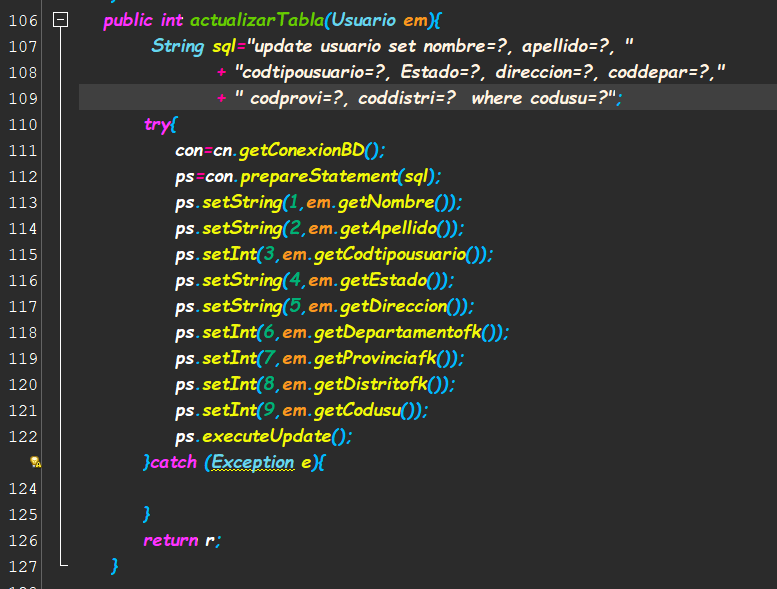 106 public int actualizarTabla(Usuario em){
107 String sql="update usuario set nombre=?, apellido=?, "
108 + "codtipousuario=?, Estado=?, direccion=?, coddepar=?,"
109 + " codprovi=?, coddistri=?  where codusu=?";
110 try{
111 con=cn.getConexionBD();
112 ps=con.prepareStatement(sql);
113 ps.setString(1,em.getNombre());
114 ps.setString(2,em.getApellido());
115 ps.setInt(3,em.getCodtipousuario());
116 ps.setString(4,em.getEstado());
117 ps.setString(5,em.getDireccion());
118 ps.setInt(6,em.getDepartamentofk());
119 ps.setInt(7,em.getProvinciafk());
120 ps.setInt(8,em.getDistritofk());
121 ps.setInt(9,em.getCodusu());
122 ps.executeUpdate();
}catch (Exception e){
124
125 }
126 return r;
127 }